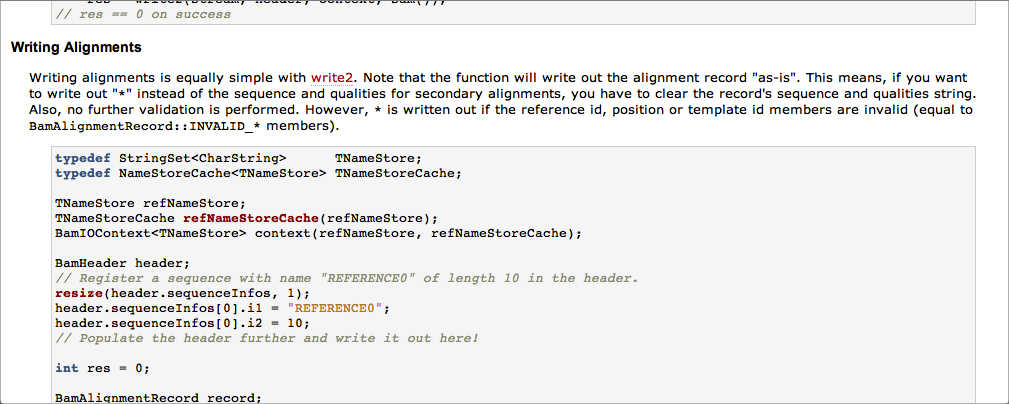 // res == 0 on success
Writing Alignments
Writing alignments is equally simple with write2. Note that the function will write out the alignment record "as-is". This means, if you want
to write out "*" instead of the sequence and qualities for secondary alignments, you have to clear the record's sequence and qualities string.
Also, no further validation is performed. However, * is written out if the reference id, position or template id members are invalid (equal to
BamAlignmentRecord::INVALID_* members).
typedef StringSet<CharString>      TNameStore;
typedef NameStoreCache<TNameStore> TNameStoreCache;
TNameStore refNameStore;
TNameStoreCache refNameStoreCache(refNameStore);
BamIOContext<TNameStore> context(refNameStore, refNameStoreCache);
BamHeader header;
// Register a sequence with name "REFERENCE0" of length 10 in the header.
resize(header.sequenceInfos, 1);
header.sequenceInfos[0].i1 = "REFERENCE0";
header.sequenceInfos[0].i2 = 10;
// Populate the header further and write it out here!
int res = 0;
BamAlignmentRecord record;